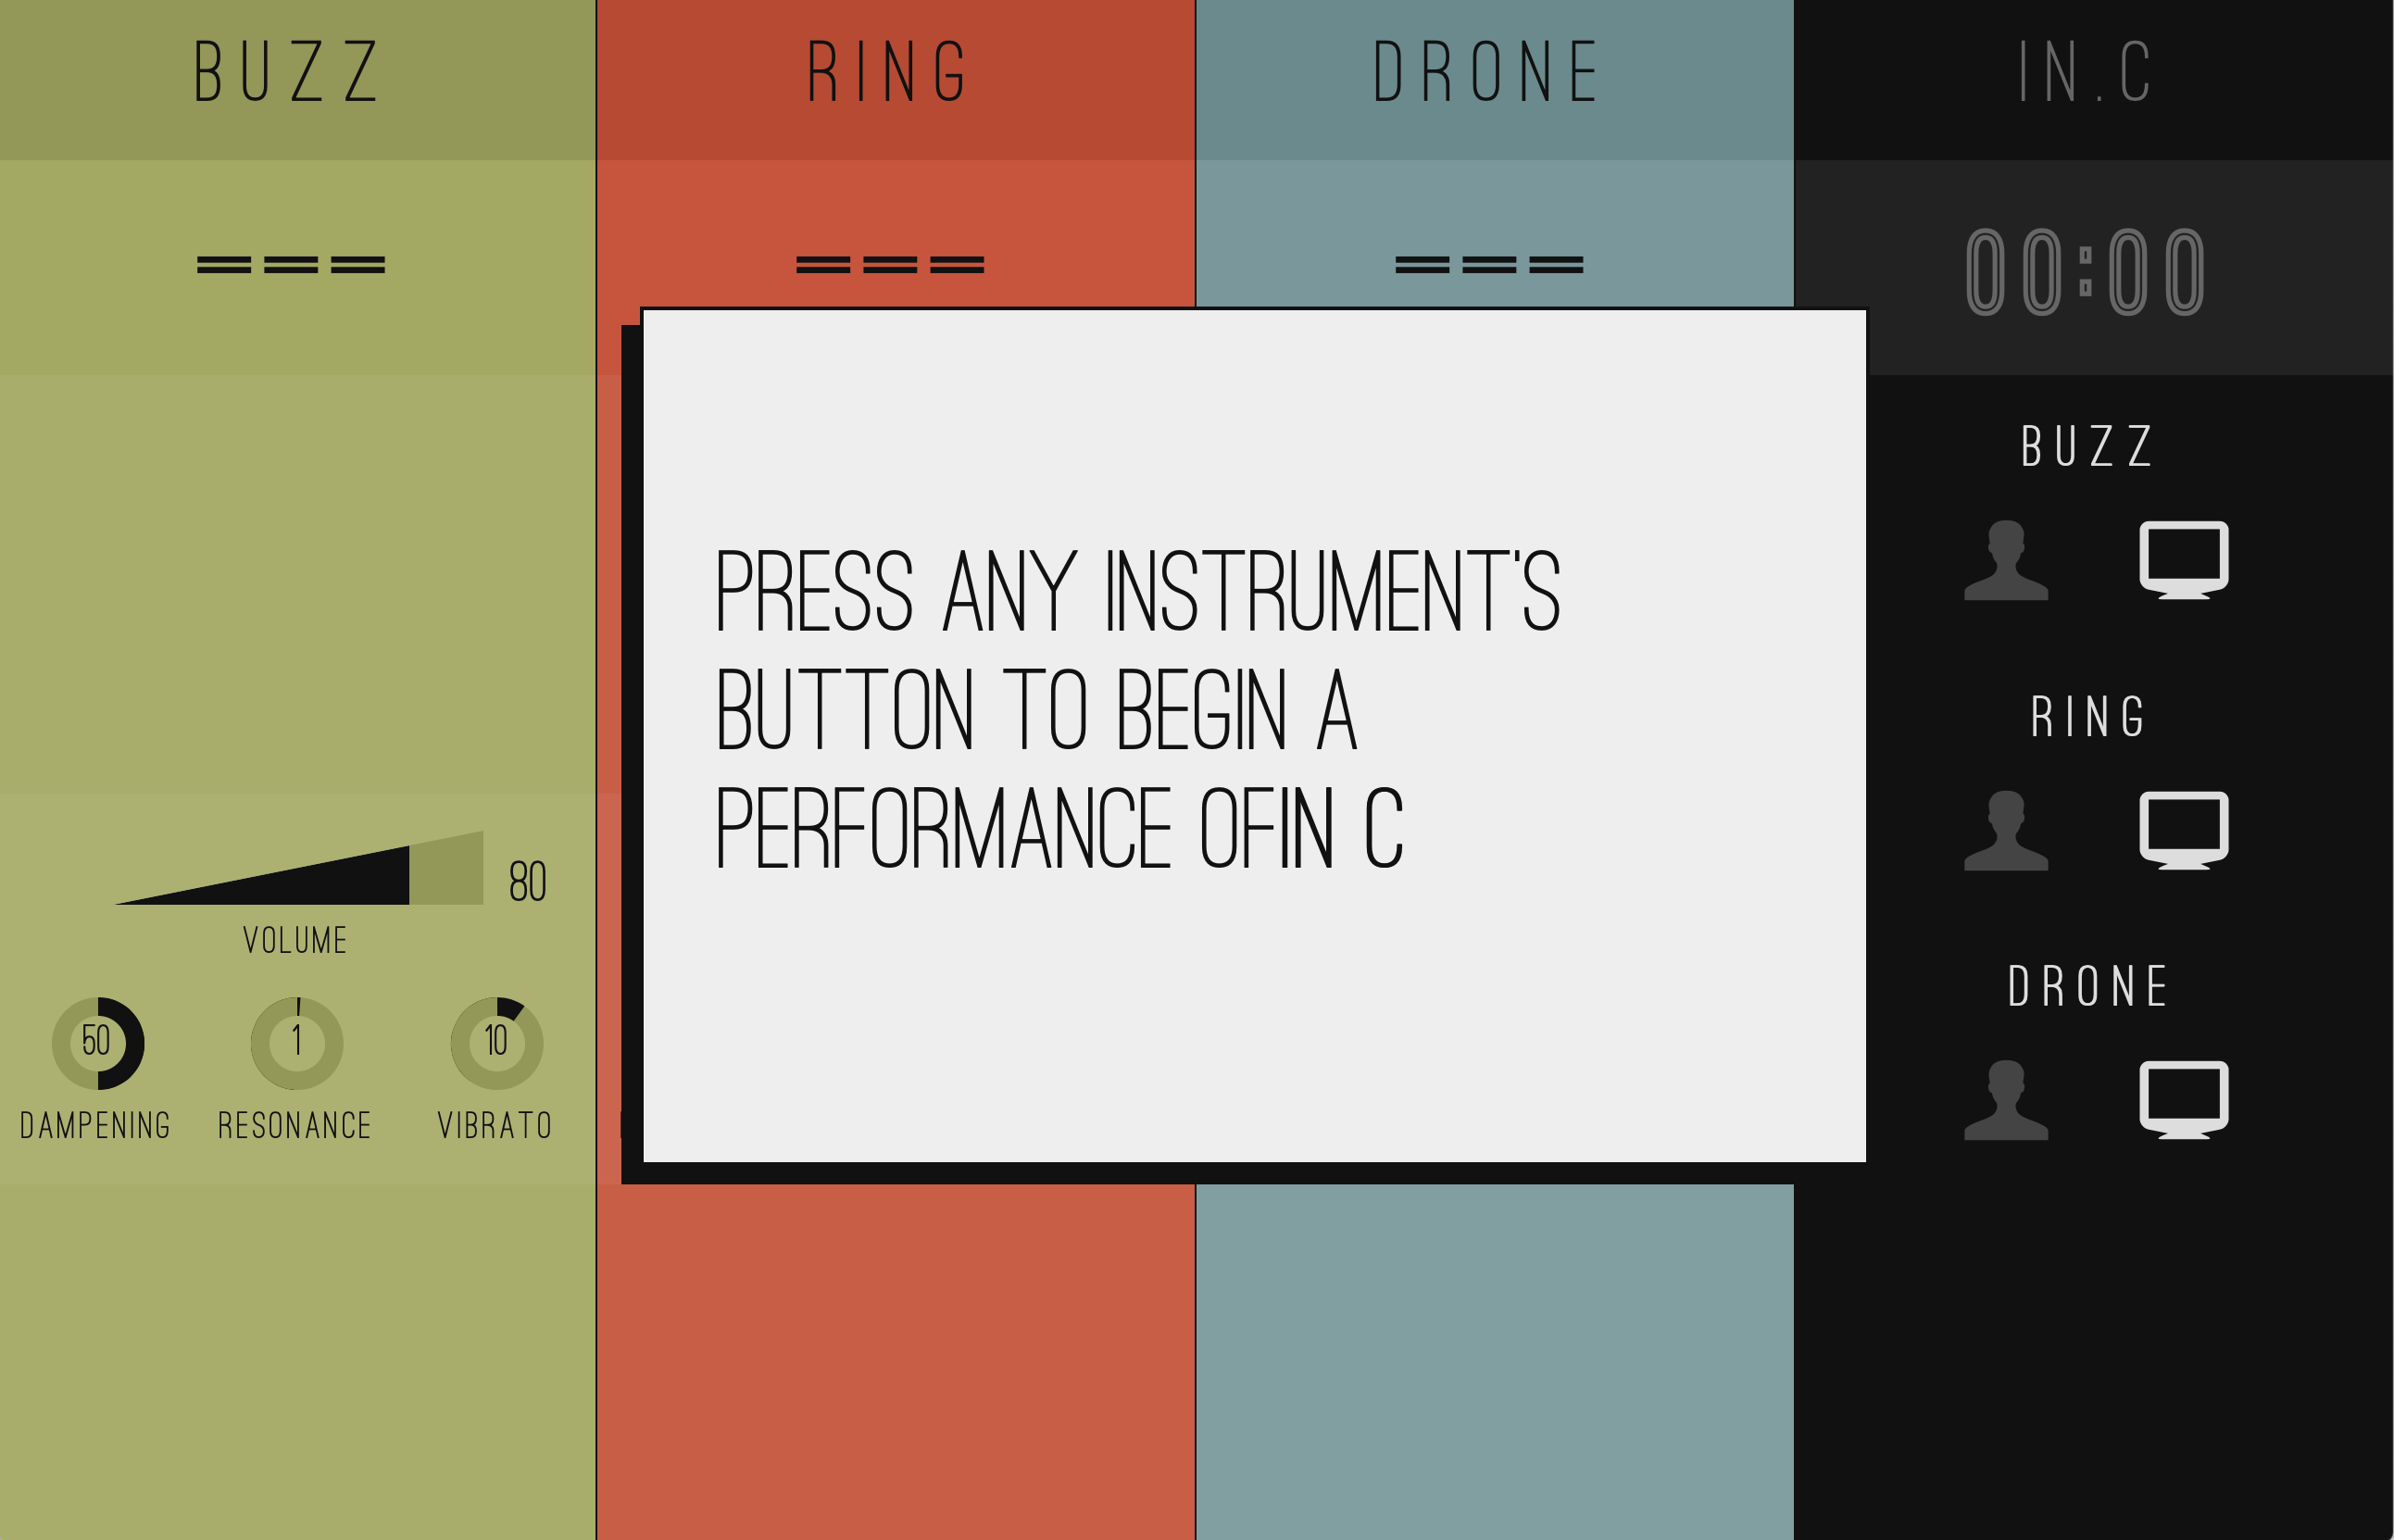 BUZZ
RING
DRONE
IN.C
00:00
PRESS ANY INSTRUMENT'S
BUTTON TO BEGIN A
PERFORMANCE OFIN C
80
VOLUME
50
1
10
DAMPENING
RESONANCE
VIBRATO
BUZZ
RING
DRONE